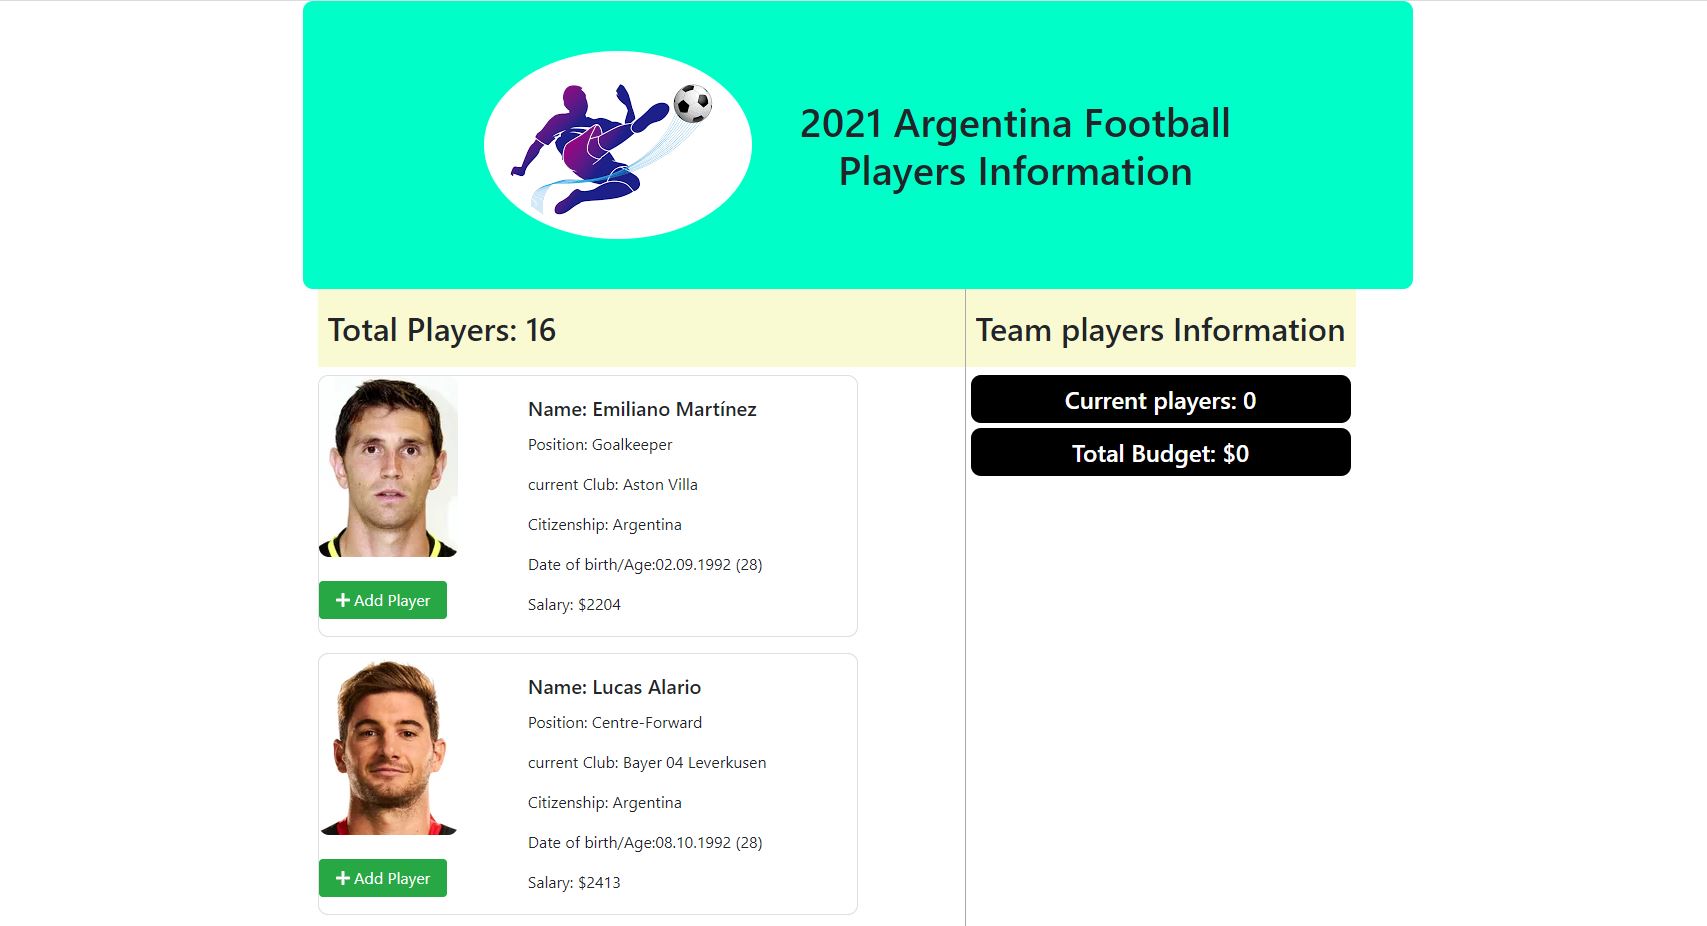 2021 Argentina Football
Players Information
Total Players: 16
Name: Emiliano Martínez
Position: Goalkeeper
current Club: Aston Villa
Citizenship: Argentina
Date of birth/Age:02.09.1992 (28)
Salary: $2204
Add Player
Name: Lucas Alario
Position: Centre-Forward
current Club: Bayer 04 Leverkusen
Citizenship: Argentina
Date of birth/Age:08.10.1992 (28)
Salary: $2413
Add Player
Team players Information
Current players: 0
Total Budget: $0